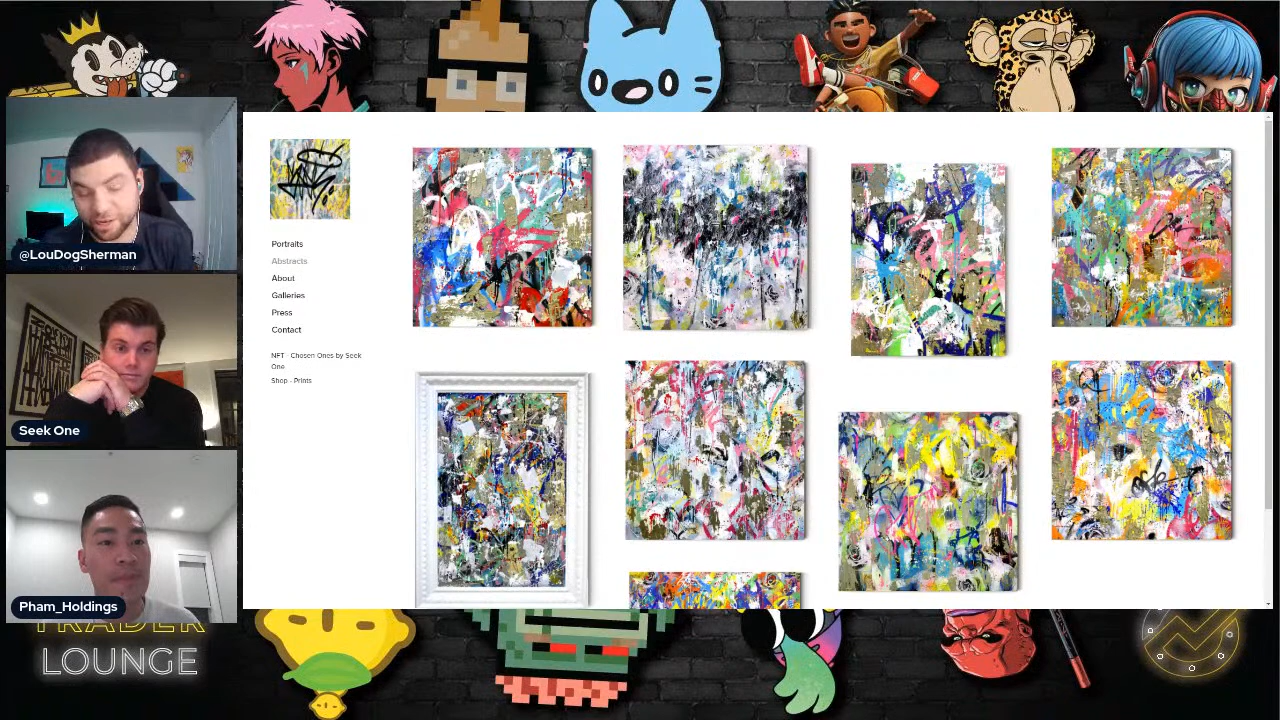 @LouDogSherman
Seek One
Pham_Holdings
Portraits
Abstracts
About
Galleries
Press
Contact
NFT - Chosen Ones by Seek
One
Shop - Prints
TRADER
LOUNGE